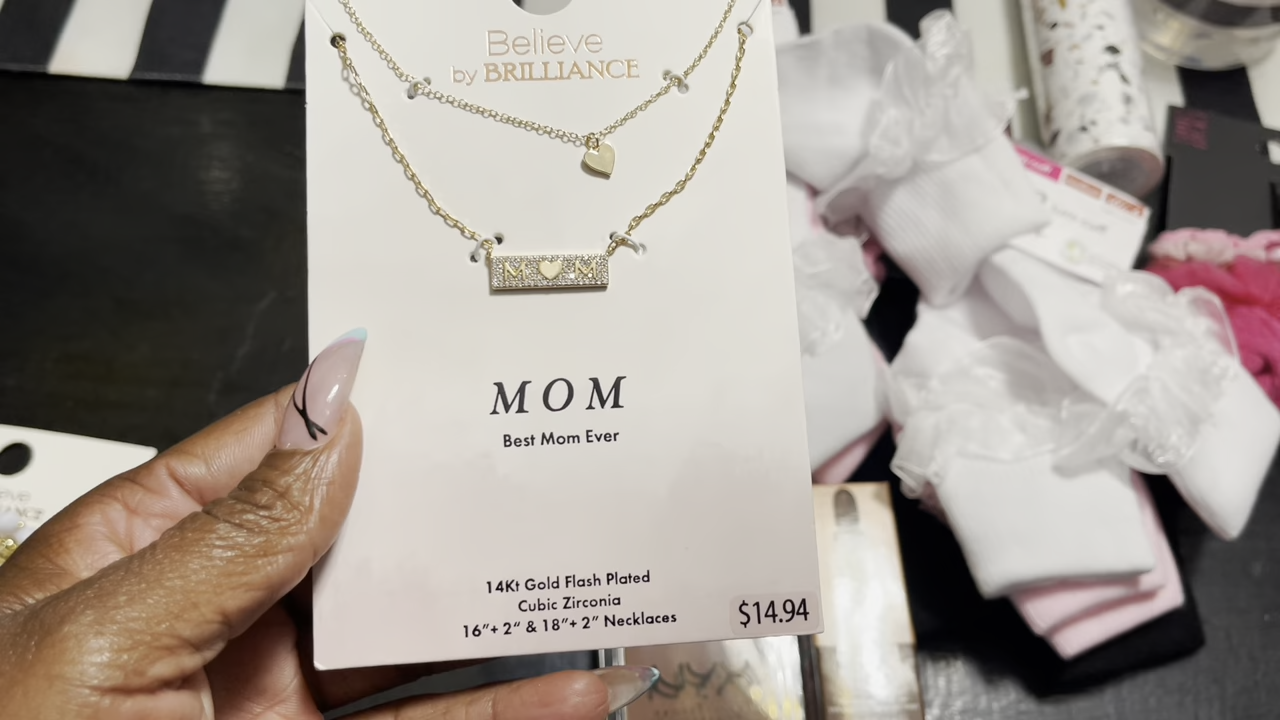 Believe
by BRILLIANCE
M M
MOM
Best Mom Ever
14Kt Gold Flash Plated
Cubic Zirconia
16"+ 2" & 18"+ 2" Necklaces
$14.94
NYX